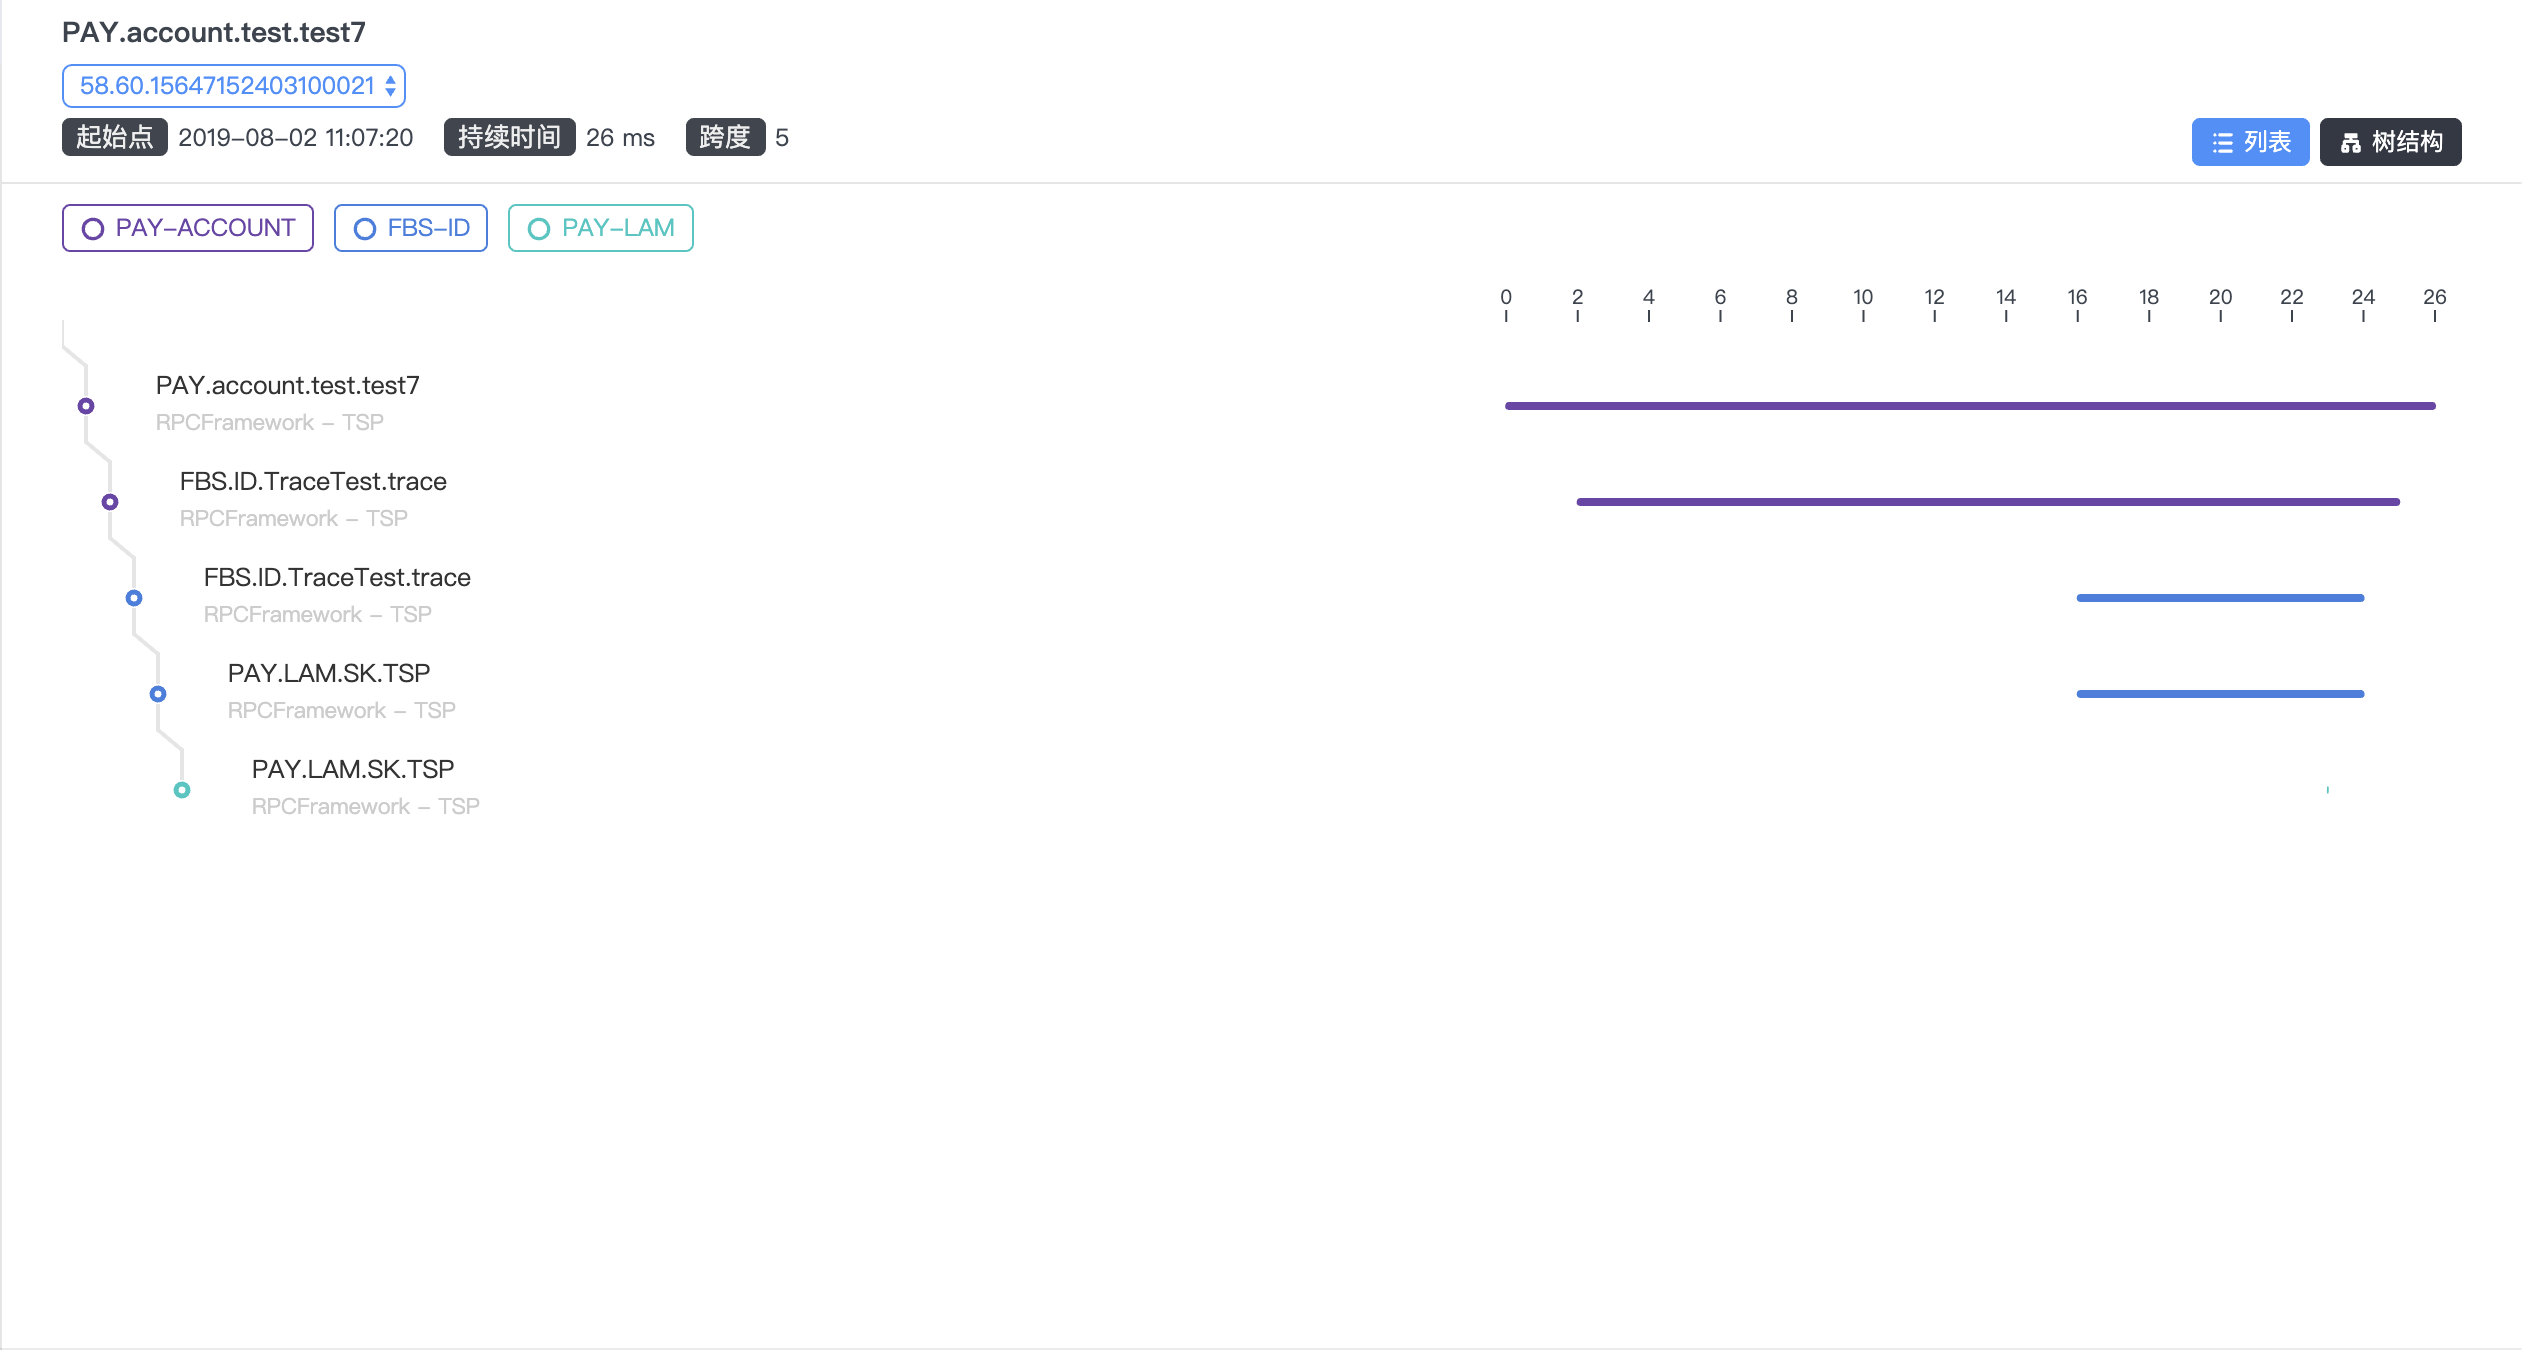 PAY.account.test.test7
58.60.15647152403100021
起始点 2019-08-02 11:07:20 持续时间 26 ms 跨度 5
列表 树结构
PAY-ACCOUNT FBS-ID PAY-LAM
0 2 4 6 8 10 12 14 16 18 20 22 24 26
PAY.account.test.test7
RPCFramework - TSP
FBS.ID.TraceTest.trace
RPCFramework - TSP
FBS.ID.TraceTest.trace
RPCFramework - TSP
PAY.LAM.SK.TSP
RPCFramework - TSP
PAY.LAM.SK.TSP
RPCFramework - TSP